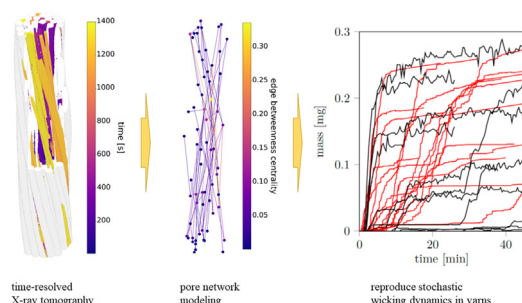 1400
1200
1000
800
600
400
200
time [s]
0.30
0.25
0.20
0.15
0.10
0.05
edge betweenness centrality
0.3
0.2
0.1
0
mass [mg]
20
40
time [min]
time-resolved
X-ray tomography
pore network
modeling
reproduce stochastic
wicking dynamics in yarns